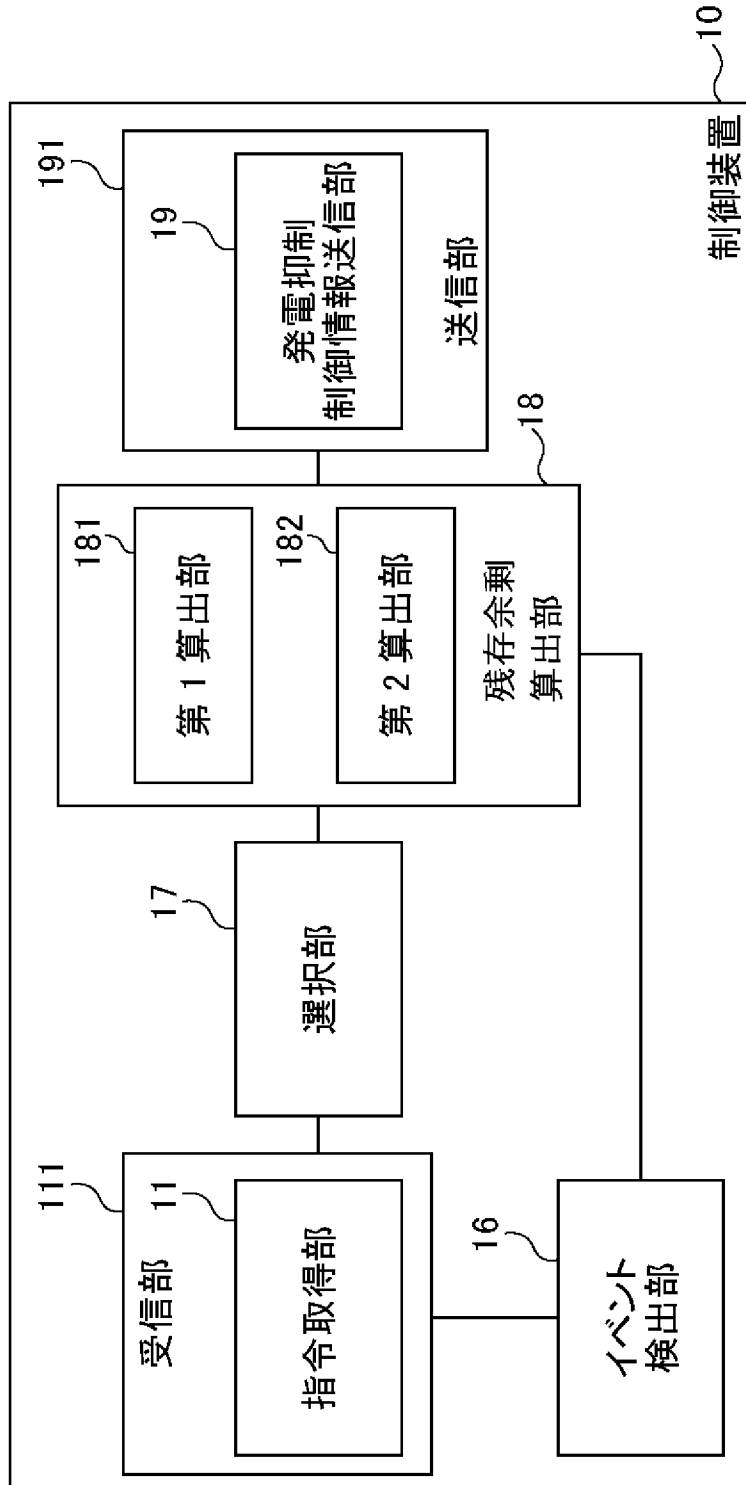 111
受信部
11
指令取得部
16
イベント
検出部
17
選択部
181
第1算出部
182
第2算出部
残存余剰
算出部
18
191
19
発電抑制
制御情報送信部
送信部
制御装置
10